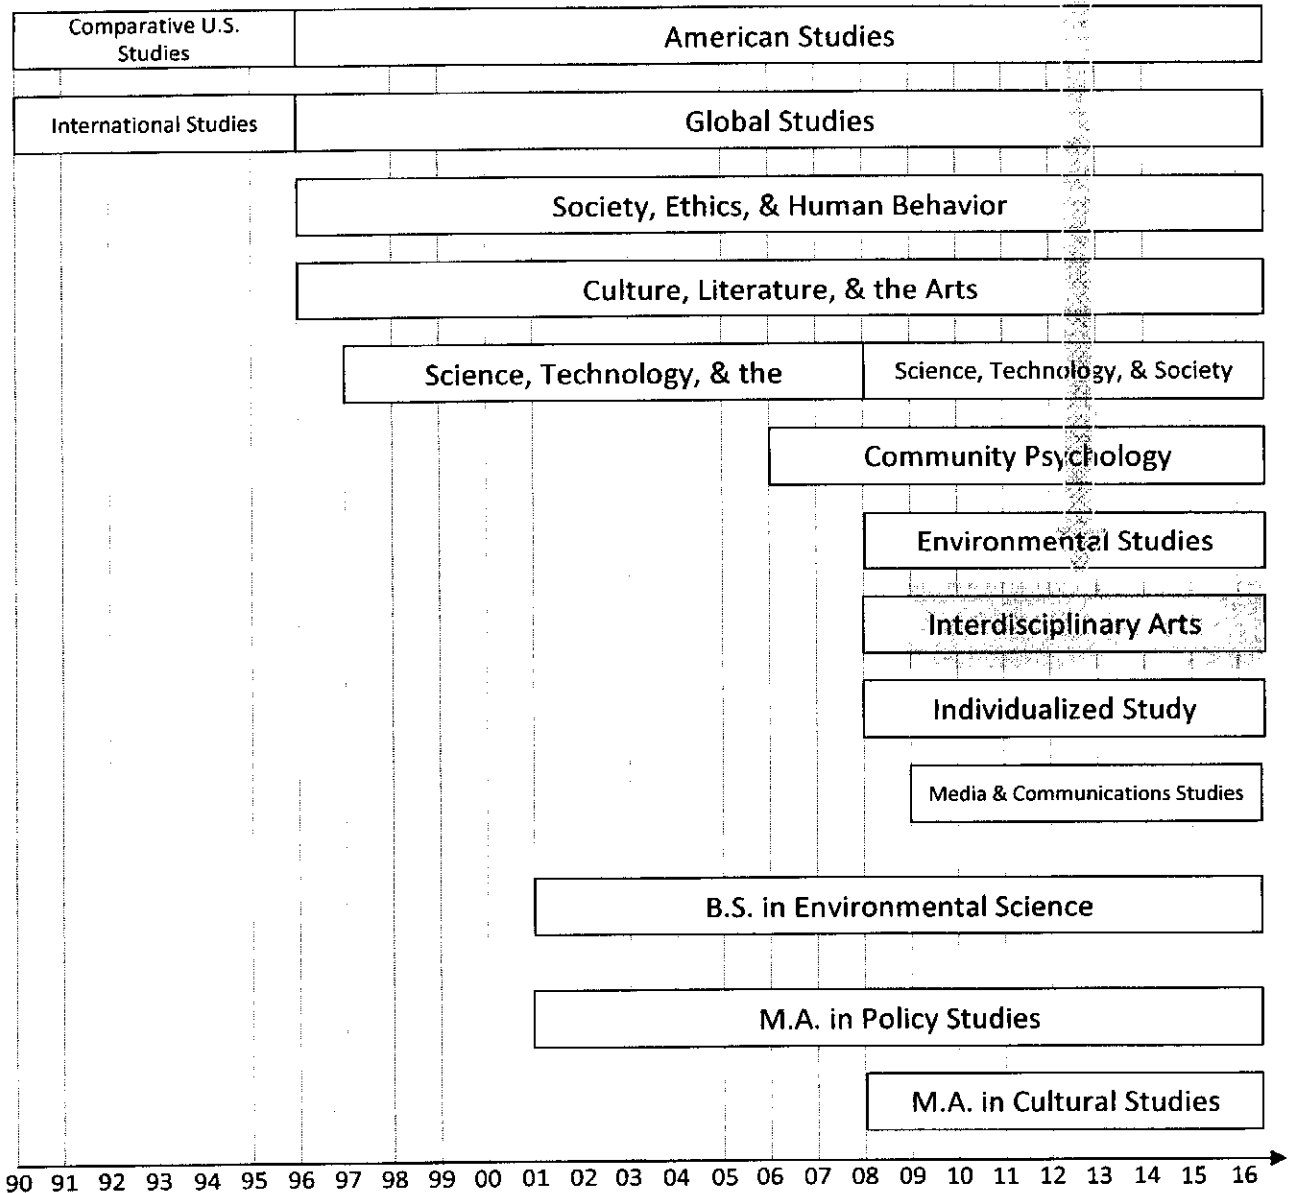 Comparative U.S.
Studies
American Studies
International Studies
Global Studies
Society, Ethics, & Human Behavior
Culture, Literature, & the Arts
Science, Technology, & the
Science, Technology, & Society
Community Psychology
Environmental Studies
Interdisciplinary Arts
Individualized Study
Media & Communications Studies
B.S. in Environmental Science
M.A. in Policy Studies
M.A. in Cultural Studies
90 91 92 93 94 95 96 97 98 99 00 01 02 03 04 05 06 07 08 09 10 11 12 13 14 15 16